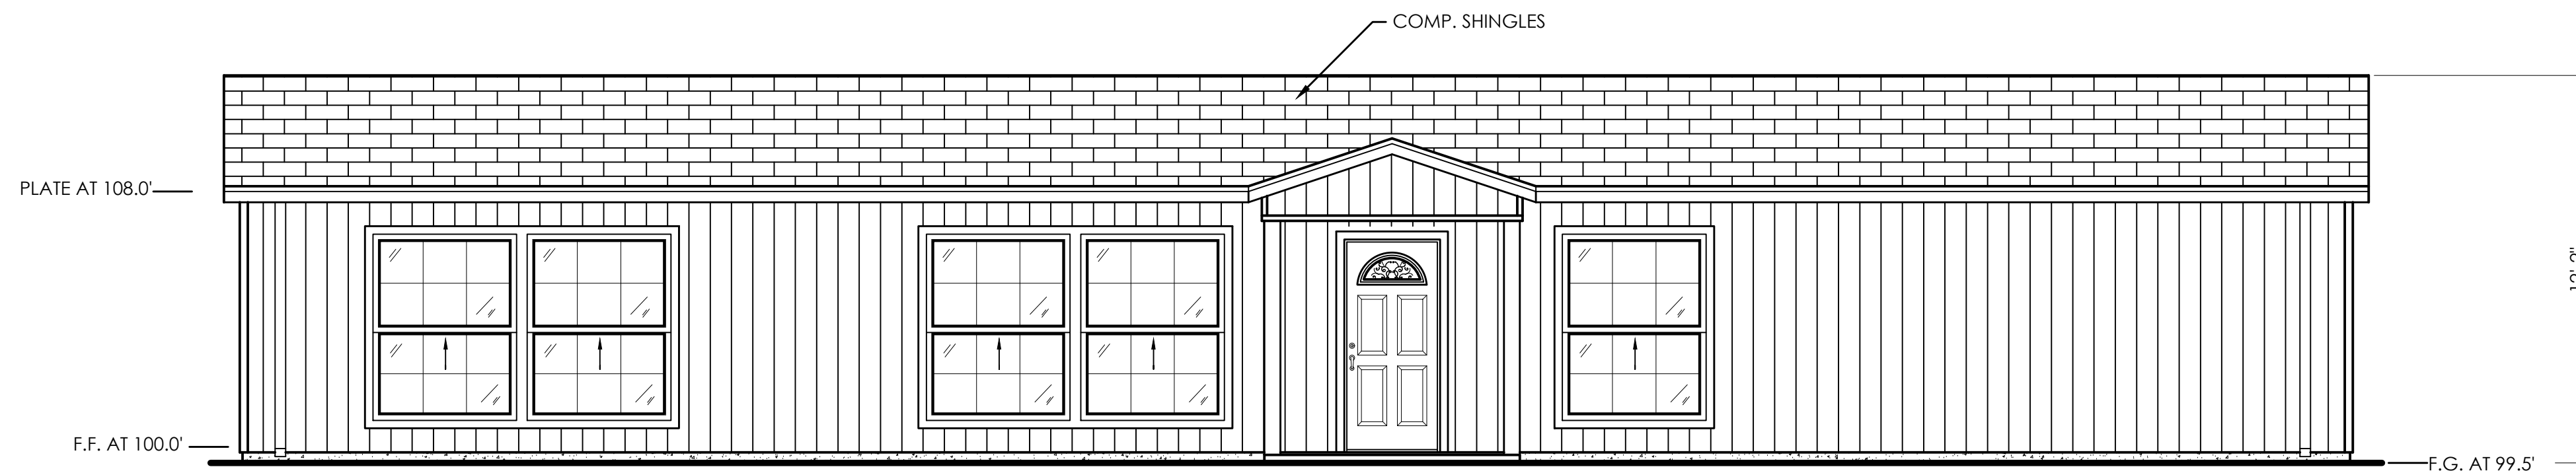 COMP. SHINGLES
PLATE AT 108.0'
F.F. AT 100.0'
F.G. AT 99.5'